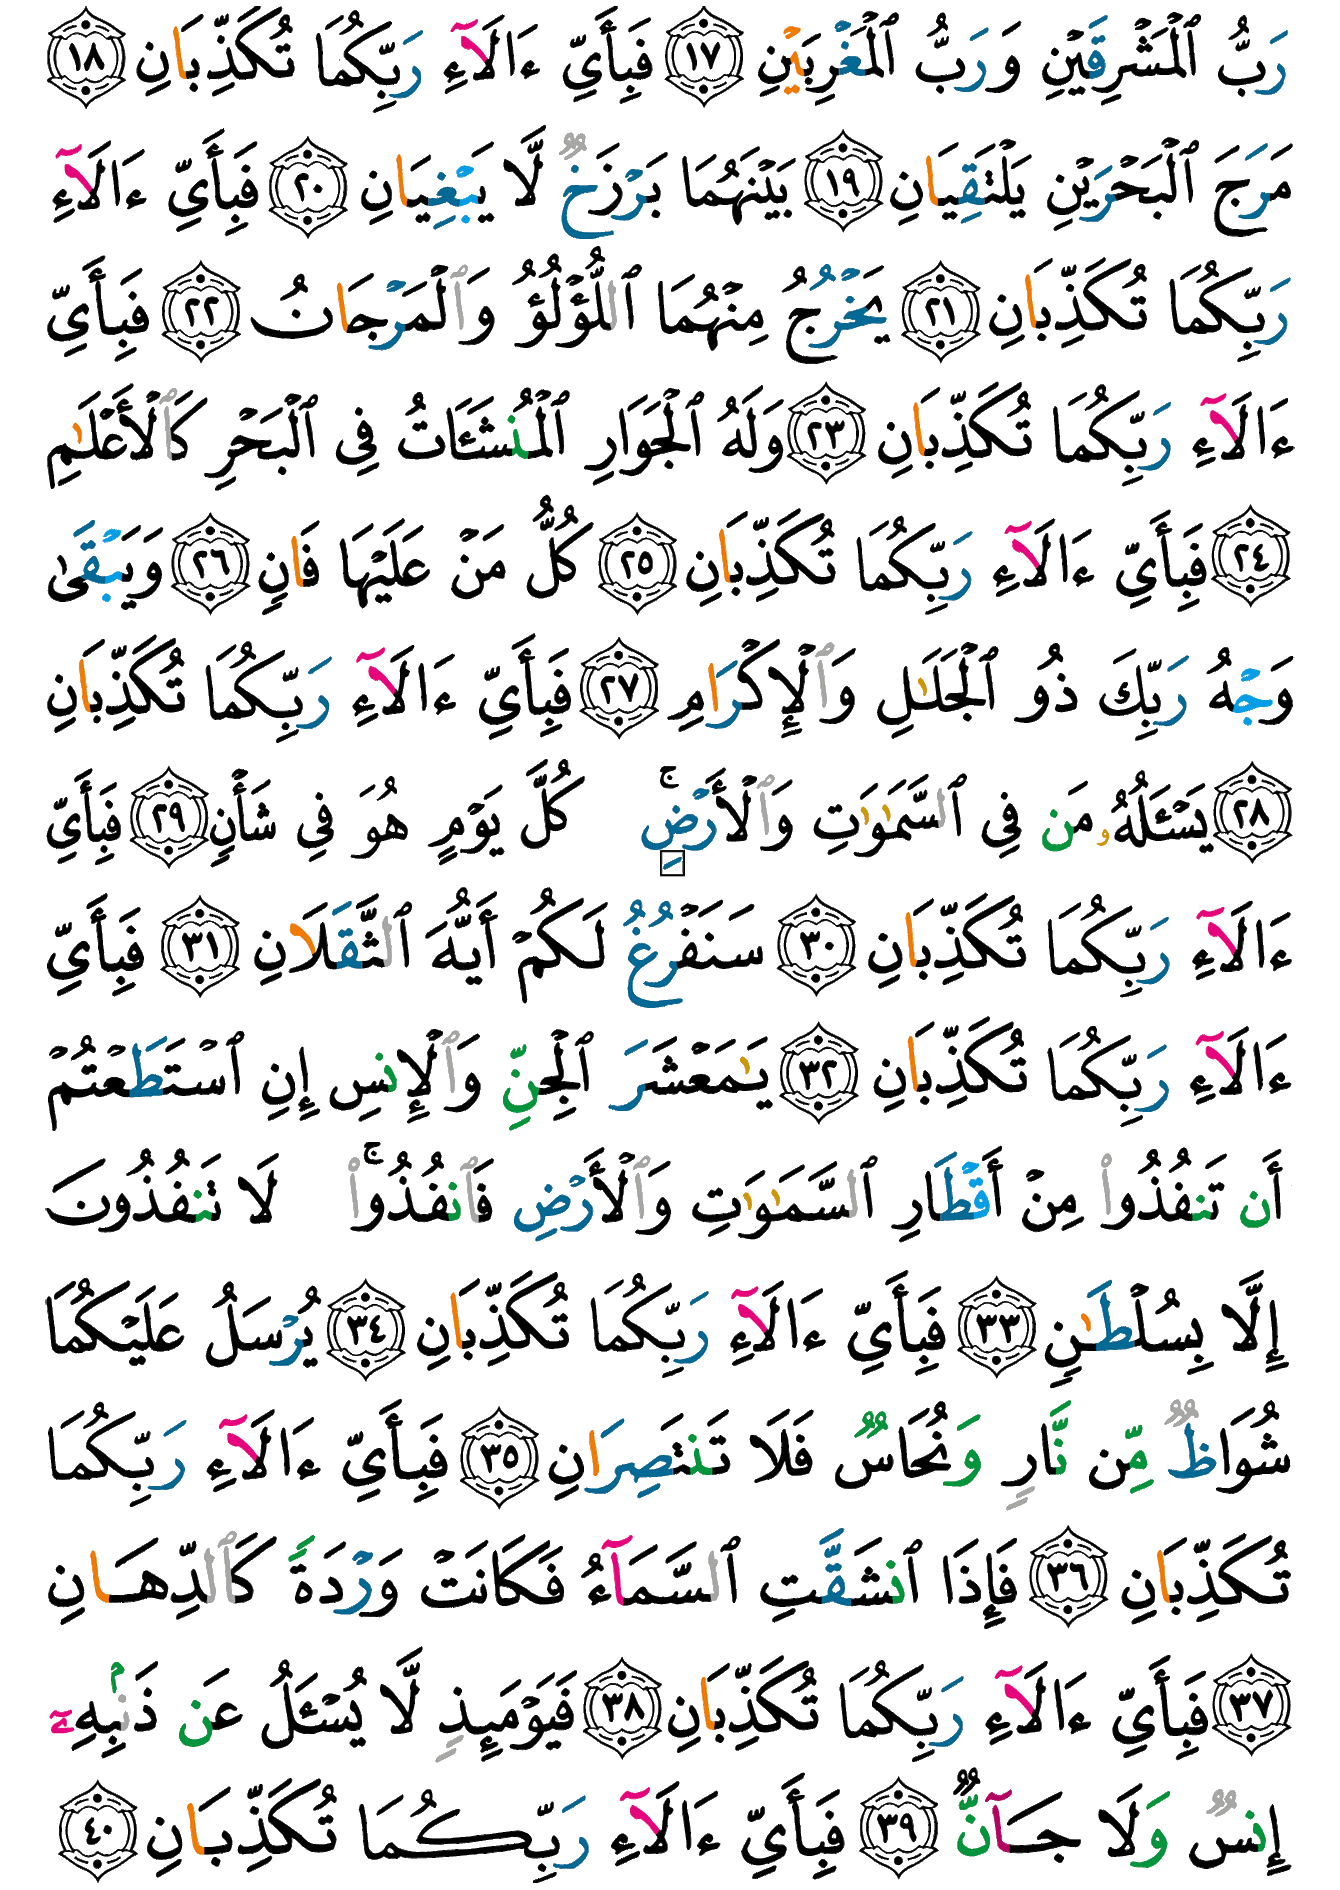 رَبُّ ٱلْمَشْرِقَيْنِ وَرَبُّ ٱلْمَغْرِبَيْنِ ١٧ فَبِأَيِّ ءَالَآءِ رَبِّكُمَا تُكَذِّبَانِ ١٨
مَرَجَ ٱلْبَحْرَيْنِ يَلْتَقِيَانِ ١٩ بَيْنَهُمَا بَرْزَخٌ لَّا يَبْغِيَانِ ٢٠ فَبِأَيِّ ءَالَآءِ
رَبِّكُمَا تُكَذِّبَانِ ٢١ يَخْرُجُ مِنْهُمَا ٱللُّؤْلُؤُ وَٱلْمَرْجَانُ ٢٢ فَبِأَيِّ
ءَالَآءِ رَبِّكُمَا تُكَذِّبَانِ ٢٣ وَلَهُ ٱلْجَوَارِ ٱلْمُنشَـَٔاتُ فِى ٱلْبَحْرِ كَٱلْأَعْلَـٰمِ
٢٤ فَبِأَيِّ ءَالَآءِ رَبِّكُمَا تُكَذِّبَانِ ٢٥ كُلُّ مَنْ عَلَيْهَا فَانٍ ٢٦ وَيَبْقَىٰ
وَجْهُ رَبِّكَ ذُو ٱلْجَلَـٰلِ وَٱلْإِكْرَامِ ٢٧ فَبِأَيِّ ءَالَآءِ رَبِّكُمَا تُكَذِّبَانِ
٢٨ يَسْـَٔلُهُۥ مَن فِى ٱلسَّمَـٰوَٰتِ وَٱلْأَرْضِۚ كُلَّ يَوْمٍ هُوَ فِى شَأْنٍ ٢٩ فَبِأَيِّ
ءَالَآءِ رَبِّكُمَا تُكَذِّبَانِ ٣٠ سَنَفْرُغُ لَكُمْ أَيُّهَ ٱلثَّقَلَانِ ٣١ فَبِأَيِّ
ءَالَآءِ رَبِّكُمَا تُكَذِّبَانِ ٣٢ يَـٰمَعْشَرَ ٱلْجِنِّ وَٱلْإِنسِ إِنِ ٱسْتَطَعْتُمْ
أَن تَنفُذُوا۟ مِنْ أَقْطَارِ ٱلسَّمَـٰوَٰتِ وَٱلْأَرْضِ فَٱنفُذُوا۟ۚ لَا تَنفُذُونَ
إِلَّا بِسُلْطَـٰنٍ ٣٣ فَبِأَيِّ ءَالَآءِ رَبِّكُمَا تُكَذِّبَانِ ٣٤ يُرْسَلُ عَلَيْكُمَا
شُوَاظٌ مِّن نَّارٍ وَنُحَاسٌ فَلَا تَنتَصِرَانِ ٣٥ فَبِأَيِّ ءَالَآءِ رَبِّكُمَا
تُكَذِّبَانِ ٣٦ فَإِذَا ٱنشَقَّتِ ٱلسَّمَآءُ فَكَانَتْ وَرْدَةً كَٱلدِّهَـانِ
٣٧ فَبِأَيِّ ءَالَآءِ رَبِّكُمَا تُكَذِّبَانِ ٣٨ فَيَوْمَئِذٍ لَّا يُسْـَٔلُ عَن ذَنۢبِهِۦٓ
إِنسٌ وَلَا جَـآنٌّ ٣٩ فَبِأَيِّ ءَالَآءِ رَبِّكُمَا تُكَذِّبَانِ ٤٠